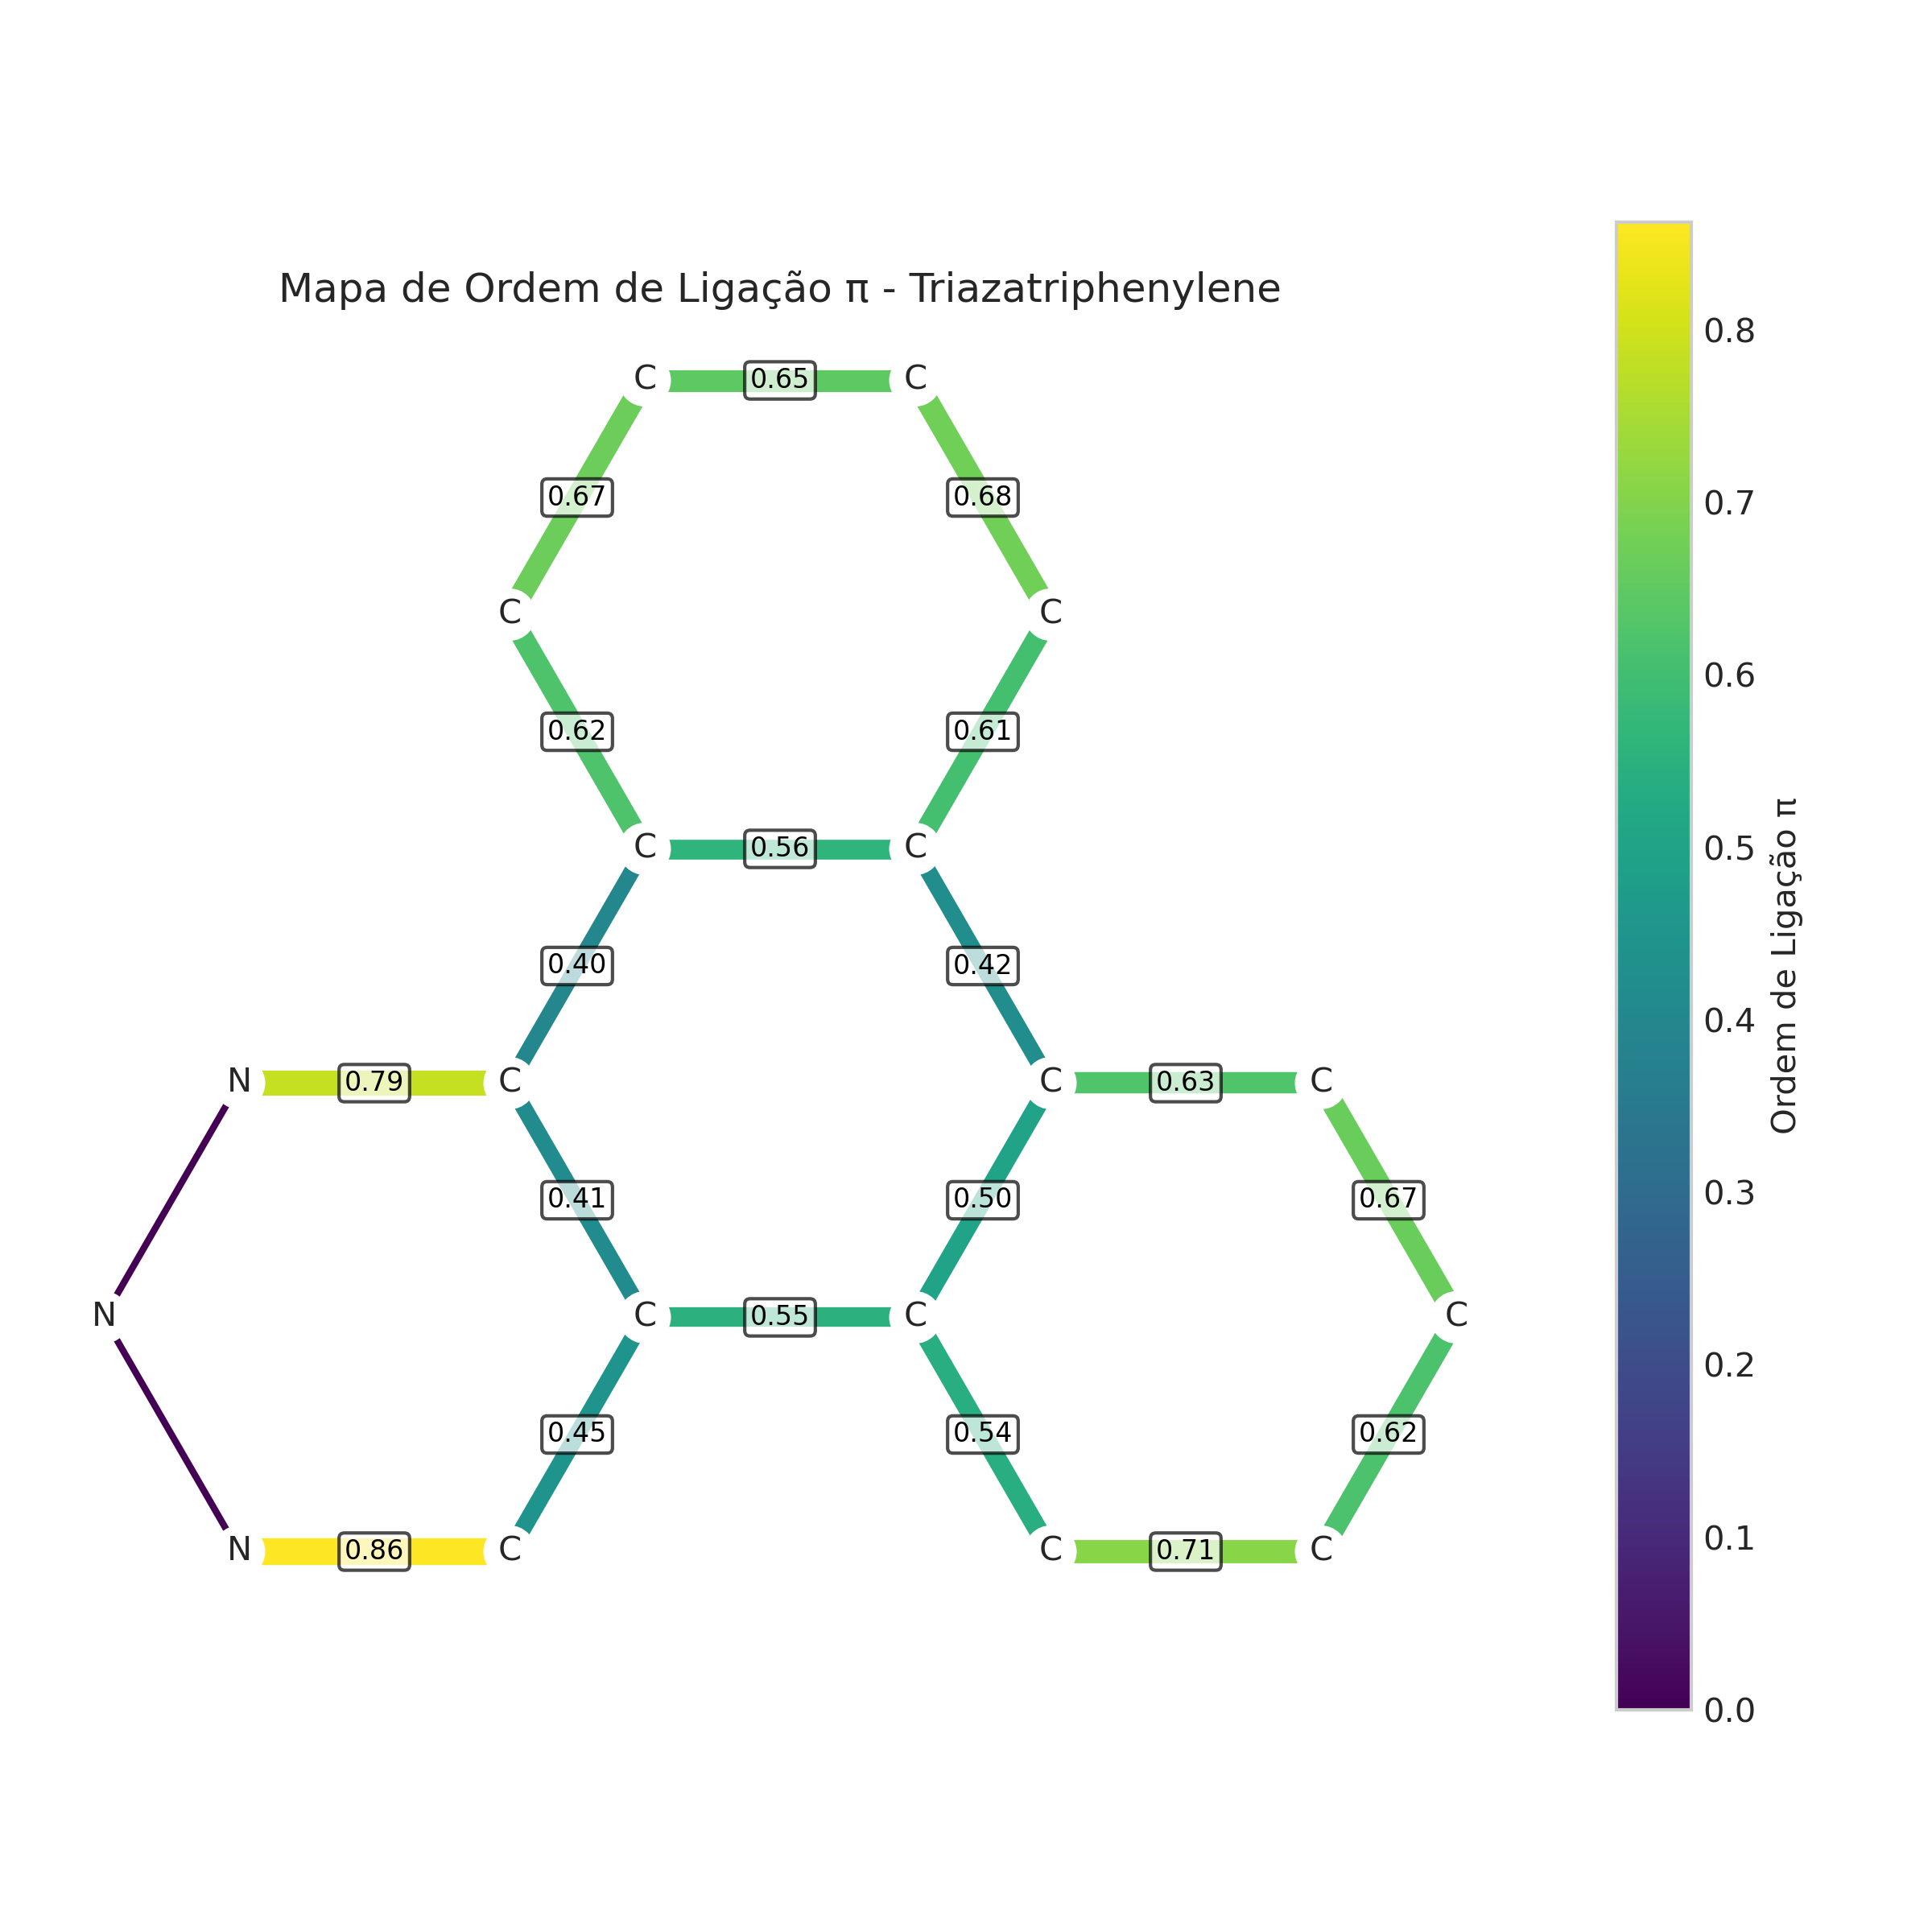 Mapa de Ordem de Ligação π - Triazatriphenylene
C 0.65 C
0.67 0.68
C C
0.62 0.61
C 0.56 C
0.40 0.42
N 0.79 C C 0.63 C
0.41 0.50 0.67
N C 0.55 C C
0.45 0.54 0.62
N 0.86 C C 0.71 C
0.8
0.7
0.6
0.5
0.4
0.3
0.2
0.1
0.0
Ordem de Ligação π